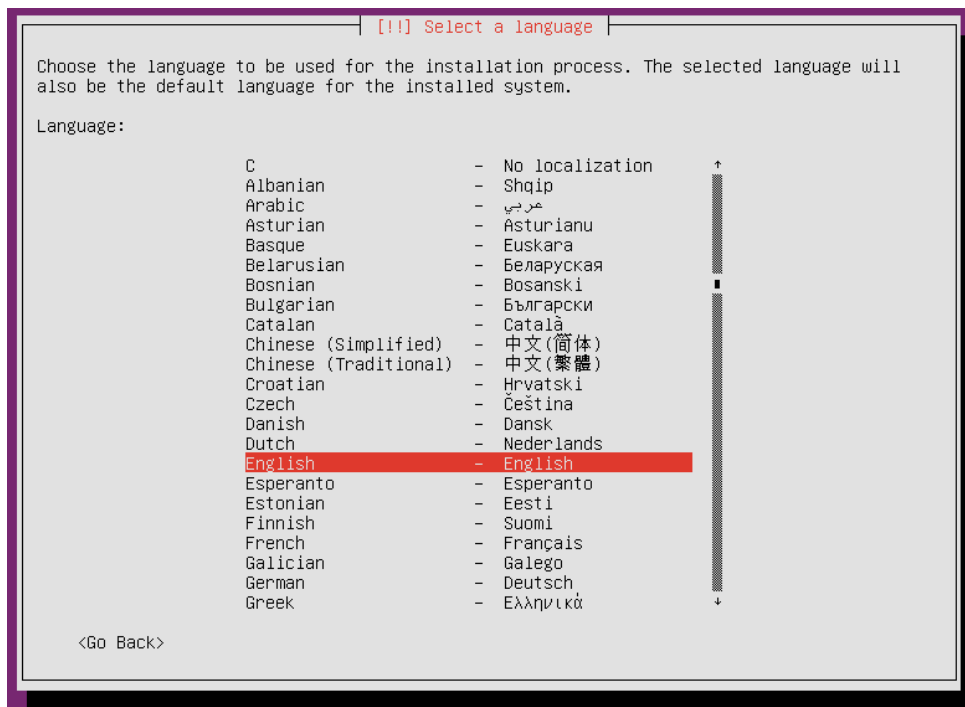 [!!] Select a language
Choose the language to be used for the installation process. The selected language will
also be the default language for the installed system.
Language:
C - No localization
Albanian - Shqip
Arabic - عربي
Asturian - Asturianu
Basque - Euskara
Belarusian - Беларуская
Bosnian - Bosanski
Bulgarian - Български
Catalan - Català
Chinese (Simplified) - 中文(简体)
Chinese (Traditional) - 中文(繁體)
Croatian - Hrvatski
Czech - Čeština
Danish - Dansk
Dutch - Nederlands
English - English
Esperanto - Esperanto
Estonian - Eesti
Finnish - Suomi
French - Français
Galician - Galego
German - Deutsch
Greek - Ελληνικά
<Go Back>